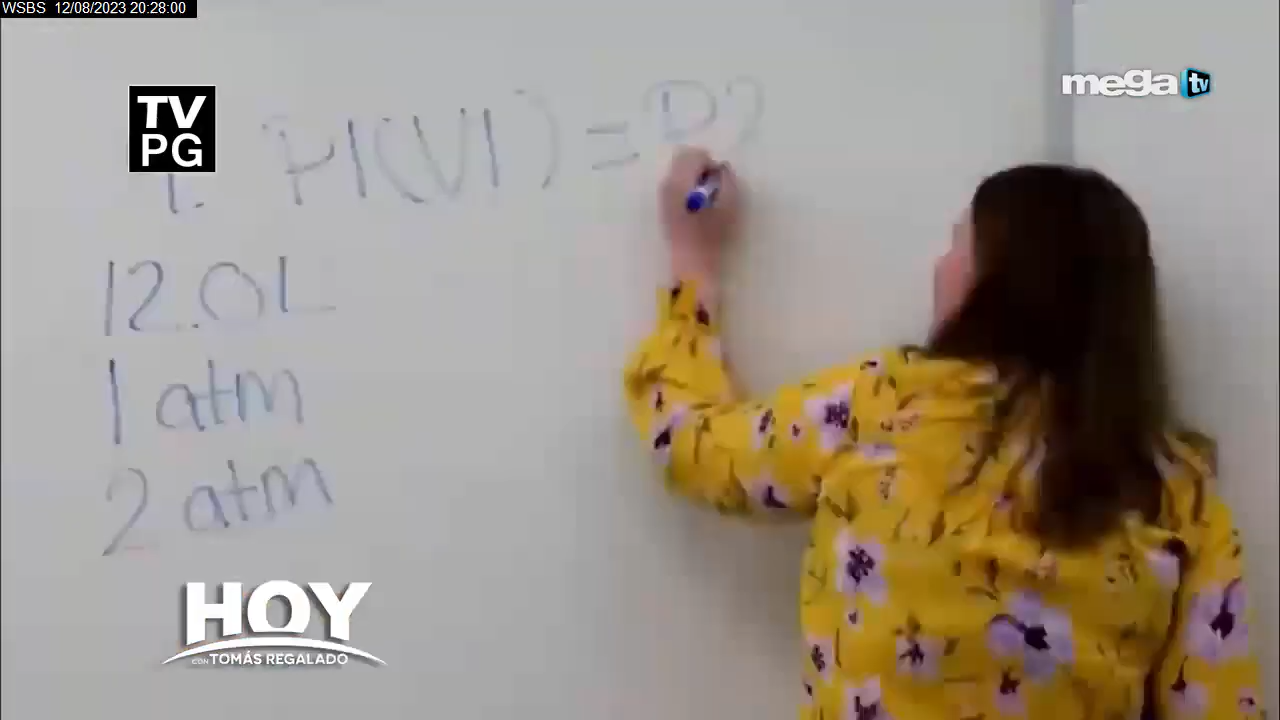 WSBS 12/08/2023 20:28:00
mega tv
TV
PG
1. P1(V1) = P2
12.0L
1 atm
2 atm
HOY
CON TOMÁS REGALADO